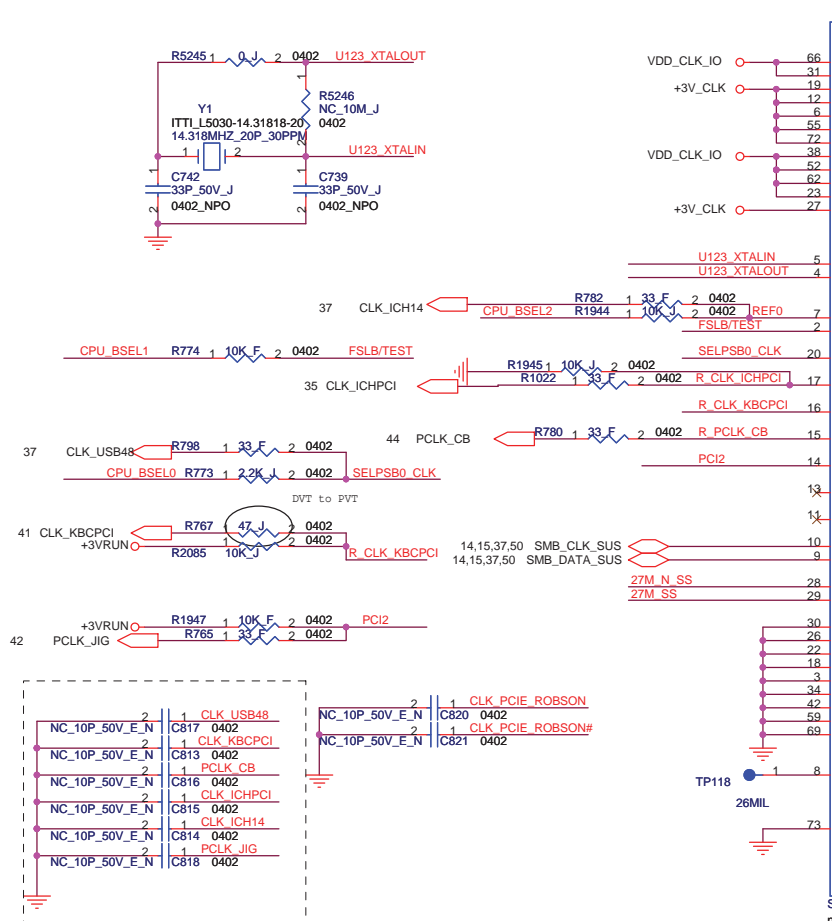 R5245 1 0_J 2 0402 U123_XTALOUT
1
R5246
NC_10M_J
0402
2
Y1
ITTI_L5030-14.31818-20
14.318MHZ_20P_30PPM
1 2 U123_XTALIN
1 C742
33P_50V_J
2 0402_NPO
1 C739
33P_50V_J
2 0402_NPO
VDD_CLK_IO 66
31
+3V_CLK 19
12
6
55
72
VDD_CLK_IO 38
52
62
23
+3V_CLK 27
U123_XTALIN 5
U123_XTALOUT 4
37 CLK_ICH14 R782 1 33_F 2 0402
CPU_BSEL2 R1944 1 10K_J 2 0402 REF0 7
FSLB/TEST 2
CPU_BSEL1 R774 1 10K_F 2 0402 FSLB/TEST
SELPSB0_CLK 20
R1945 1 10K_J 2 0402
35 CLK_ICHPCI R1022 1 33_F 2 0402 R_CLK_ICHPCI 17
R_CLK_KBCPCI 16
44 PCLK_CB R780 1 33_F 2 0402 R_PCLK_CB 15
PCI2 14
37 CLK_USB48 R798 1 33_F 2 0402
CPU_BSEL0 R773 1 2.2K_J 2 0402 SELPSB0_CLK
DVT to PVT
13
11
41 CLK_KBCPCI R767 1 47_J 2 0402
+3VRUN R2085 1 10K_J 2 0402 R_CLK_KBCPCI
14,15,37,50 SMB_CLK_SUS 10
14,15,37,50 SMB_DATA_SUS 9
27M_N_SS 28
27M_SS 29
+3VRUN R1947 1 10K_F 2 0402 PCI2
42 PCLK_JIG R765 1 33_F 2 0402
30
26
22
18
3
34
42
59
69
2 1 CLK_USB48
NC_10P_50V_E_N C817 0402
2 1 CLK_KBCPCI
NC_10P_50V_E_N C813 0402
2 1 PCLK_CB
NC_10P_50V_E_N C816 0402
2 1 CLK_ICHPCI
NC_10P_50V_E_N C815 0402
2 1 CLK_ICH14
NC_10P_50V_E_N C814 0402
2 1 PCLK_JIG
NC_10P_50V_E_N C818 0402
2 1 CLK_PCIE_ROBSON
NC_10P_50V_E_N C820 0402
2 1 CLK_PCIE_ROBSON#
NC_10P_50V_E_N C821 0402
TP118 1 8
26MIL
73